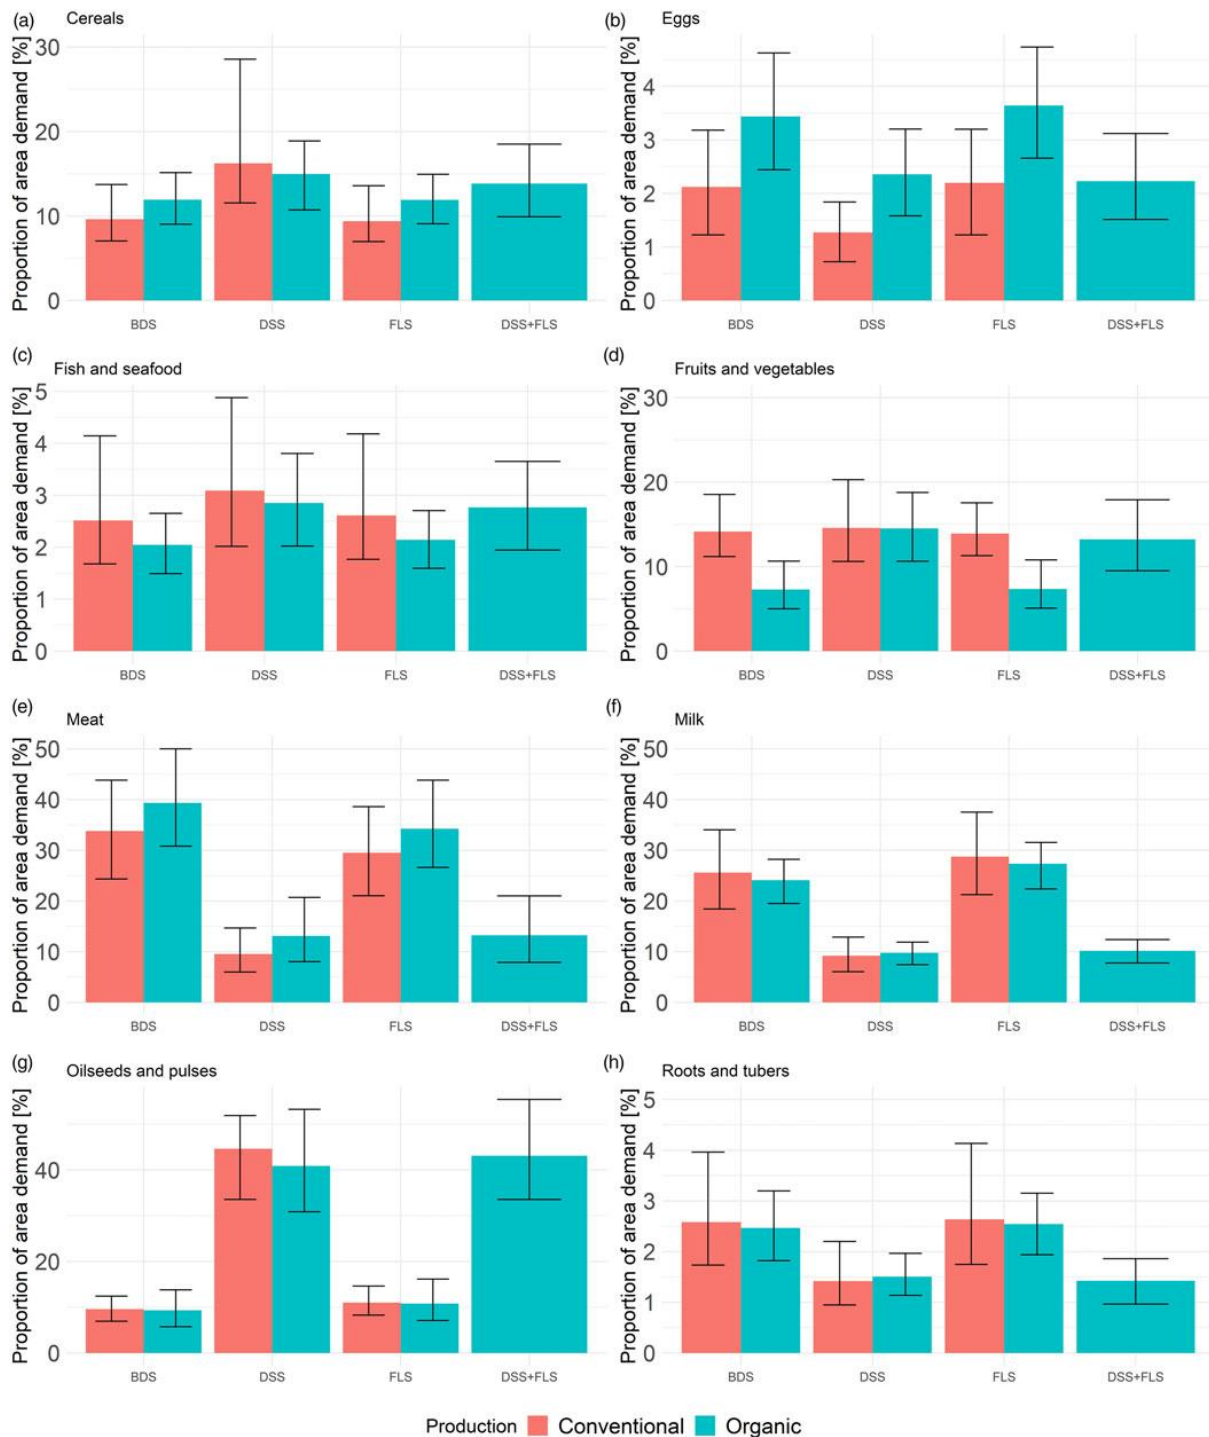 (a) Cereals
Proportion of area demand [%]
30
20
10
0
BDS DSS FLS DSS+FLS
(b) Eggs
Proportion of area demand [%]
4
3
2
1
0
BDS DSS FLS DSS+FLS
(c) Fish and seafood
Proportion of area demand [%]
5
4
3
2
1
0
BDS DSS FLS DSS+FLS
(d) Fruits and vegetables
Proportion of area demand [%]
30
20
10
0
BDS DSS FLS DSS+FLS
(e) Meat
Proportion of area demand [%]
50
40
30
20
10
0
BDS DSS FLS DSS+FLS
(f) Milk
Proportion of area demand [%]
50
40
30
20
10
0
BDS DSS FLS DSS+FLS
(g) Oilseeds and pulses
Proportion of area demand [%]
40
20
0
BDS DSS FLS DSS+FLS
(h) Roots and tubers
Proportion of area demand [%]
5
4
3
2
1
0
BDS DSS FLS DSS+FLS
Production Conventional Organic